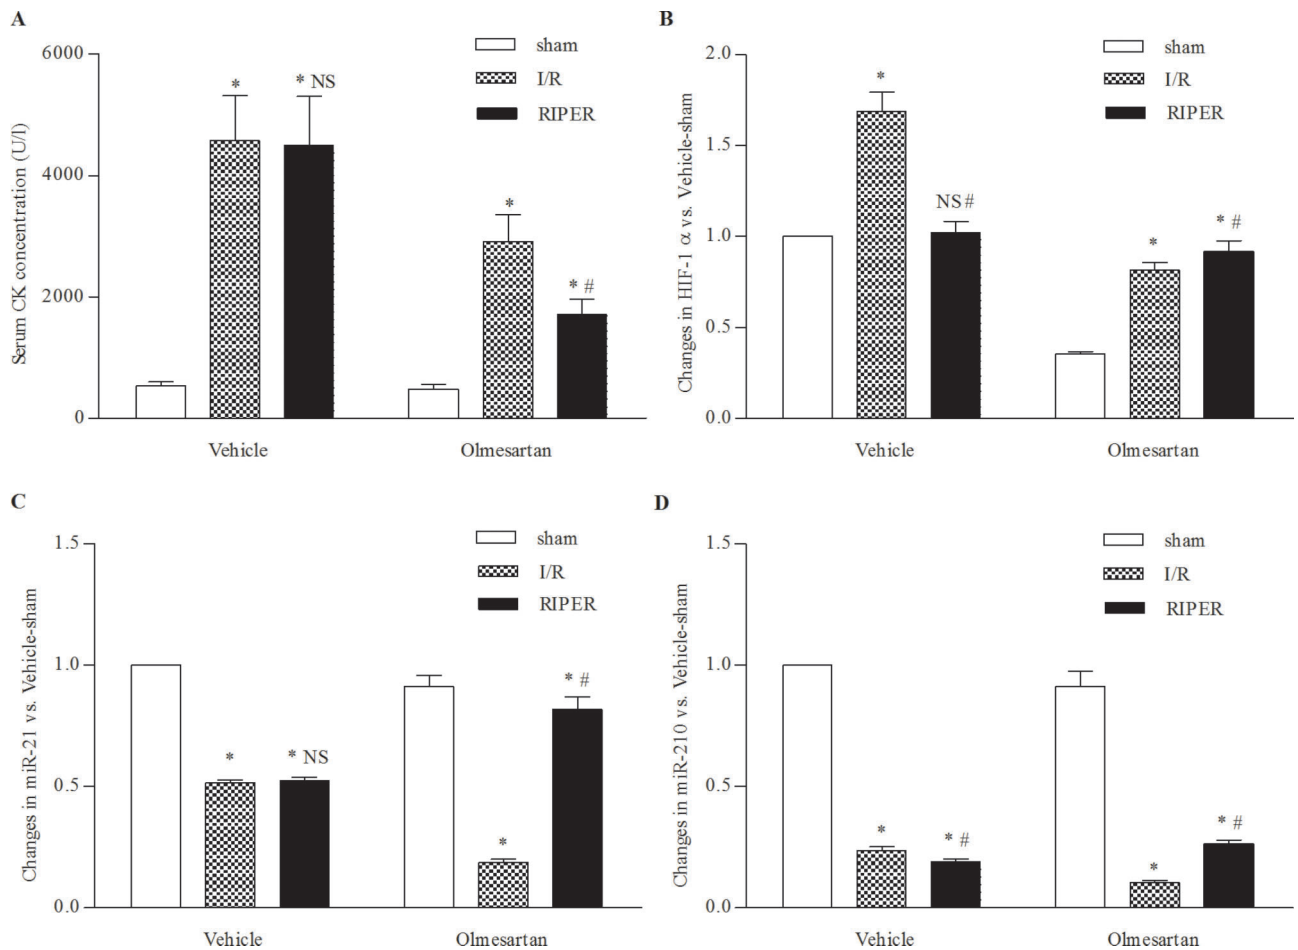 A
Serum CK concentration (U/l)
6000
4000
2000
0
sham
I/R
RIPER
*
* NS
*
* #
Vehicle
Olmesartan
B
Changes in HIF-1 α vs. Vehicle-sham
2.0
1.5
1.0
0.5
0.0
sham
I/R
RIPER
*
NS #
*
* #
Vehicle
Olmesartan
C
Changes in miR-21 vs. Vehicle-sham
1.5
1.0
0.5
0.0
sham
I/R
RIPER
*
* NS
*
* #
Vehicle
Olmesartan
D
Changes in miR-210 vs. Vehicle-sham
1.5
1.0
0.5
0.0
sham
I/R
RIPER
*
* #
*
* #
Vehicle
Olmesartan